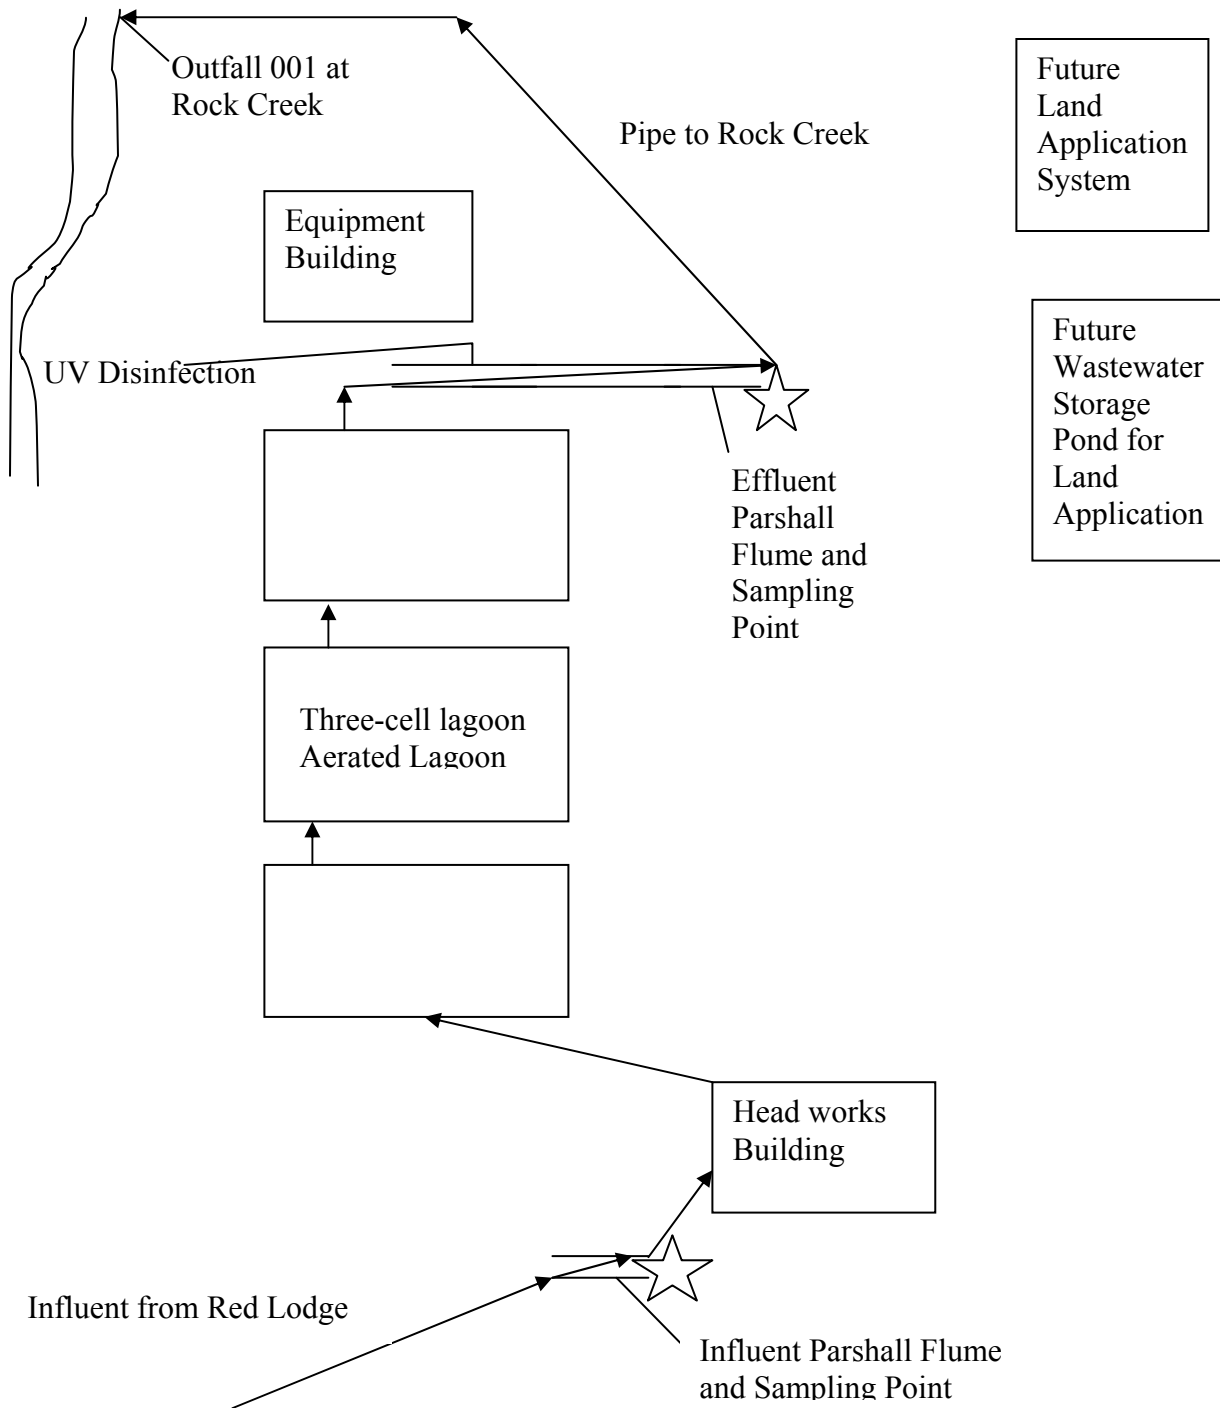 Outfall 001 at
Rock Creek
Pipe to Rock Creek
Future
Land
Application
System
Equipment
Building
Future
Wastewater
Storage
Pond for
Land
Application
UV Disinfection
Effluent
Parshall
Flume and
Sampling
Point
Three-cell lagoon
Aerated Lagoon
Head works
Building
Influent from Red Lodge
Influent Parshall Flume
and Sampling Point